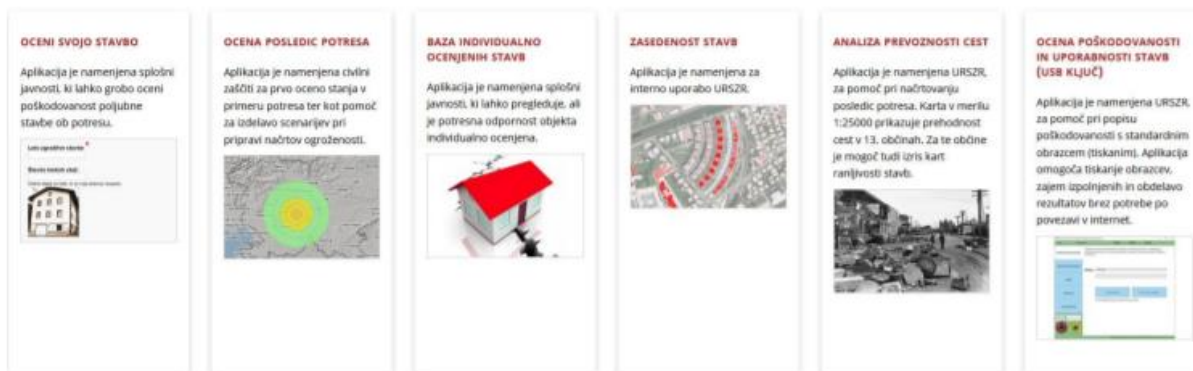 OCENI SVOJO STAVBO
Aplikacija je namenjena splošni
javnosti, ki lahko grobo oceni
poškodovanost poljubne
stavbe ob potresu.
OCENA POSLEDIC POTRESA
Aplikacija je namenjena civilni
zaščiti za prvo oceno stanja v
primeru potresa ter kot pomoč
za izdelavo scenarijev pri
pripravi načrtov ogroženosti.
BAZA INDIVIDUALNO
OCENJENIH STAVB
Aplikacija je namenjena splošni
javnosti, ki lahko pregleduje, ali
je potresna odpornost objekta
individualno ocenjena.
ZASEDENOST STAVB
Aplikacija je namenjena za
interno uporabo URSZR.
ANALIZA PREVOZNOSTI CEST
Aplikacija je namenjena URSZR,
za pomoč pri načrtovanju
posledic potresa. Karta v merilu
1:25000 prikazuje prehodnost
cest v 13. občinah. Za te občine
je mogoč tudi izris kart
ranljivosti stavb.
OCENA POŠKODOVANOSTI
IN UPORABNOSTI STAVB
(USB KLJUČ)
Aplikacija je namenjena URSZR,
za pomoč pri popisu
poškodovanosti s standardnim
obrazcem (tiskanim). Aplikacija
omogoča tiskanje obrazcev,
zajem izpolnjenih in obdelavo
rezultatov brez potrebe po
povezavi v internet.